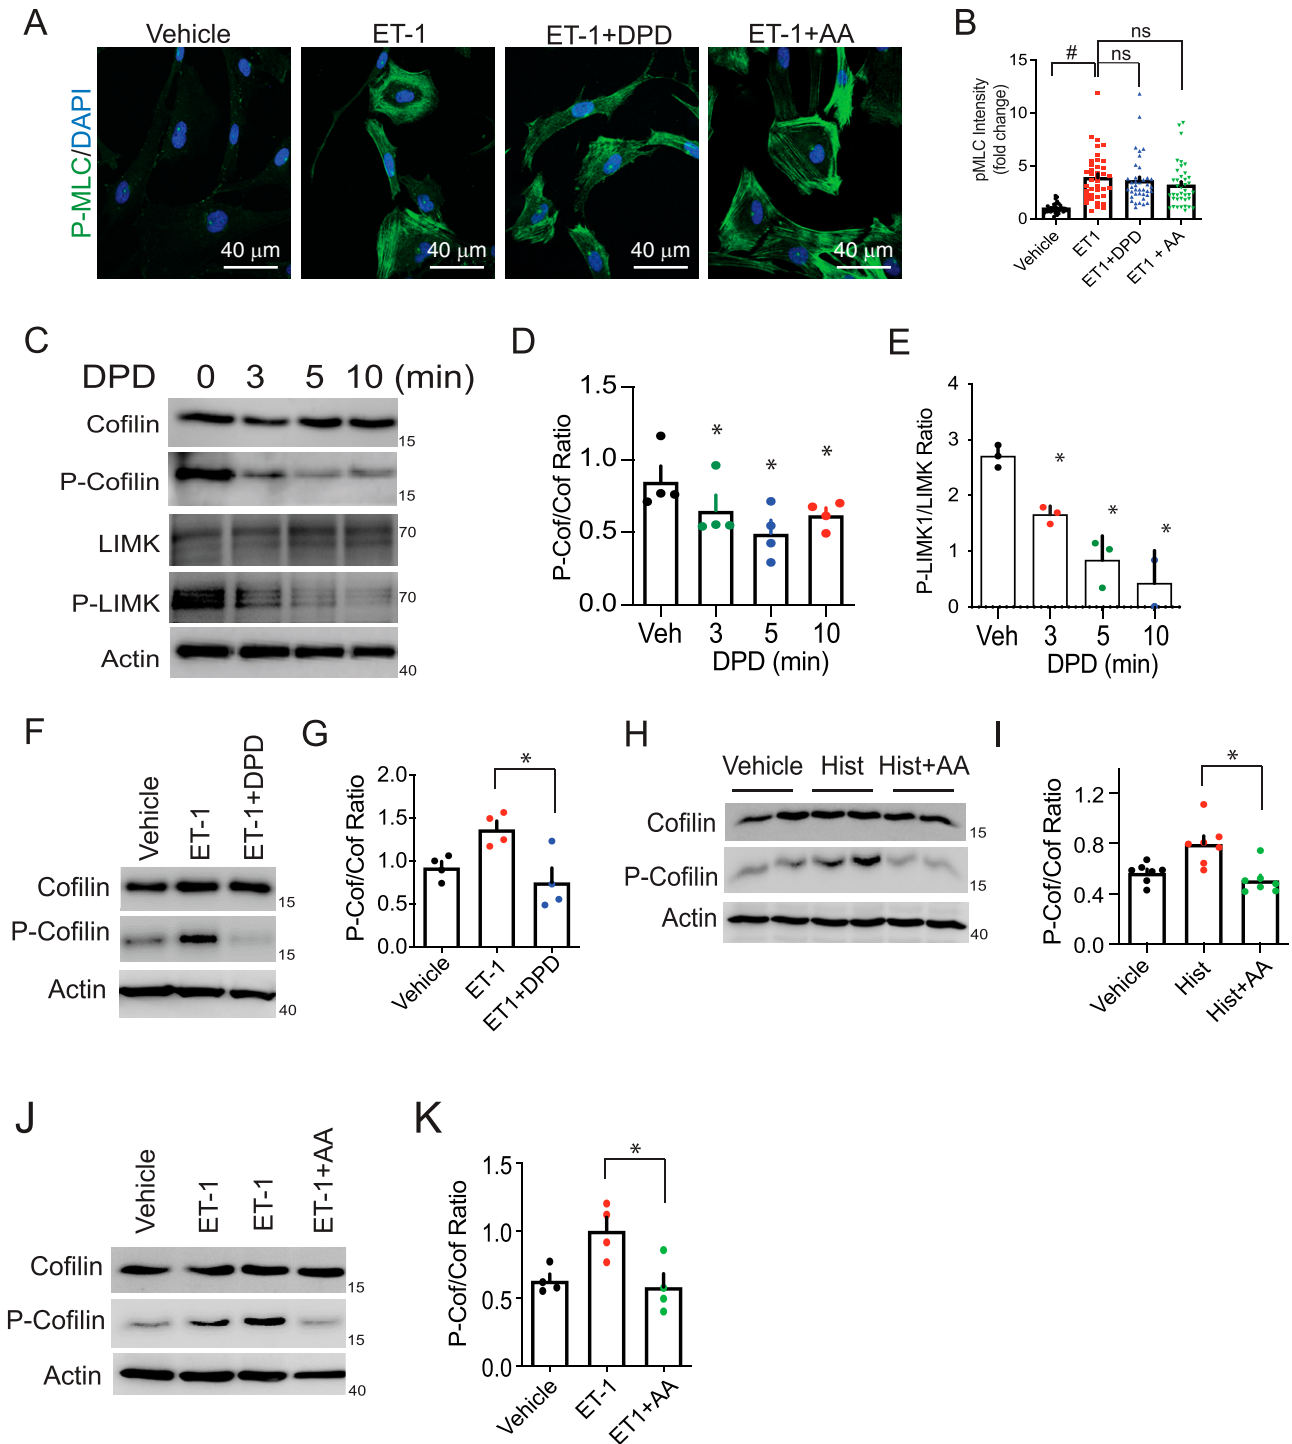 A
Vehicle
ET-1
ET-1+DPD
ET-1+AA
P-MLC/DAPI
40 µm
40 µm
40 µm
40 µm
B
ns
#
ns
15
10
5
0
pMLC Intensity
(fold change)
Vehicle
ET1
ET1+DPD
ET1 + AA
C
DPD 0 3 5 10 (min)
Cofilin
15
P-Cofilin
15
LIMK
70
P-LIMK
70
Actin
40
D
P-Cof/Cof Ratio
1.5
1.0
0.5
0.0
* * *
Veh 3 5 10
DPD (min)
E
P-LIMK1/LIMK Ratio
4
3
2
1
0
* * *
Veh 3 5 10
DPD (min)
F
Vehicle
ET-1
ET-1+DPD
Cofilin
15
P-Cofilin
15
Actin
40
G
P-Cof/Cof Ratio
2.0
1.5
1.0
0.5
0.0
*
Vehicle
ET-1
ET1+DPD
H
Vehicle Hist Hist+AA
Cofilin
15
P-Cofilin
15
Actin
40
I
P-Cof/Cof Ratio
1.2
0.8
0.4
0.0
*
Vehicle
Hist
Hist+AA
J
Vehicle
ET-1
ET-1
ET-1+AA
Cofilin
15
P-Cofilin
15
Actin
40
K
P-Cof/Cof Ratio
1.5
1.0
0.5
0.0
*
Vehicle
ET-1
ET1+AA